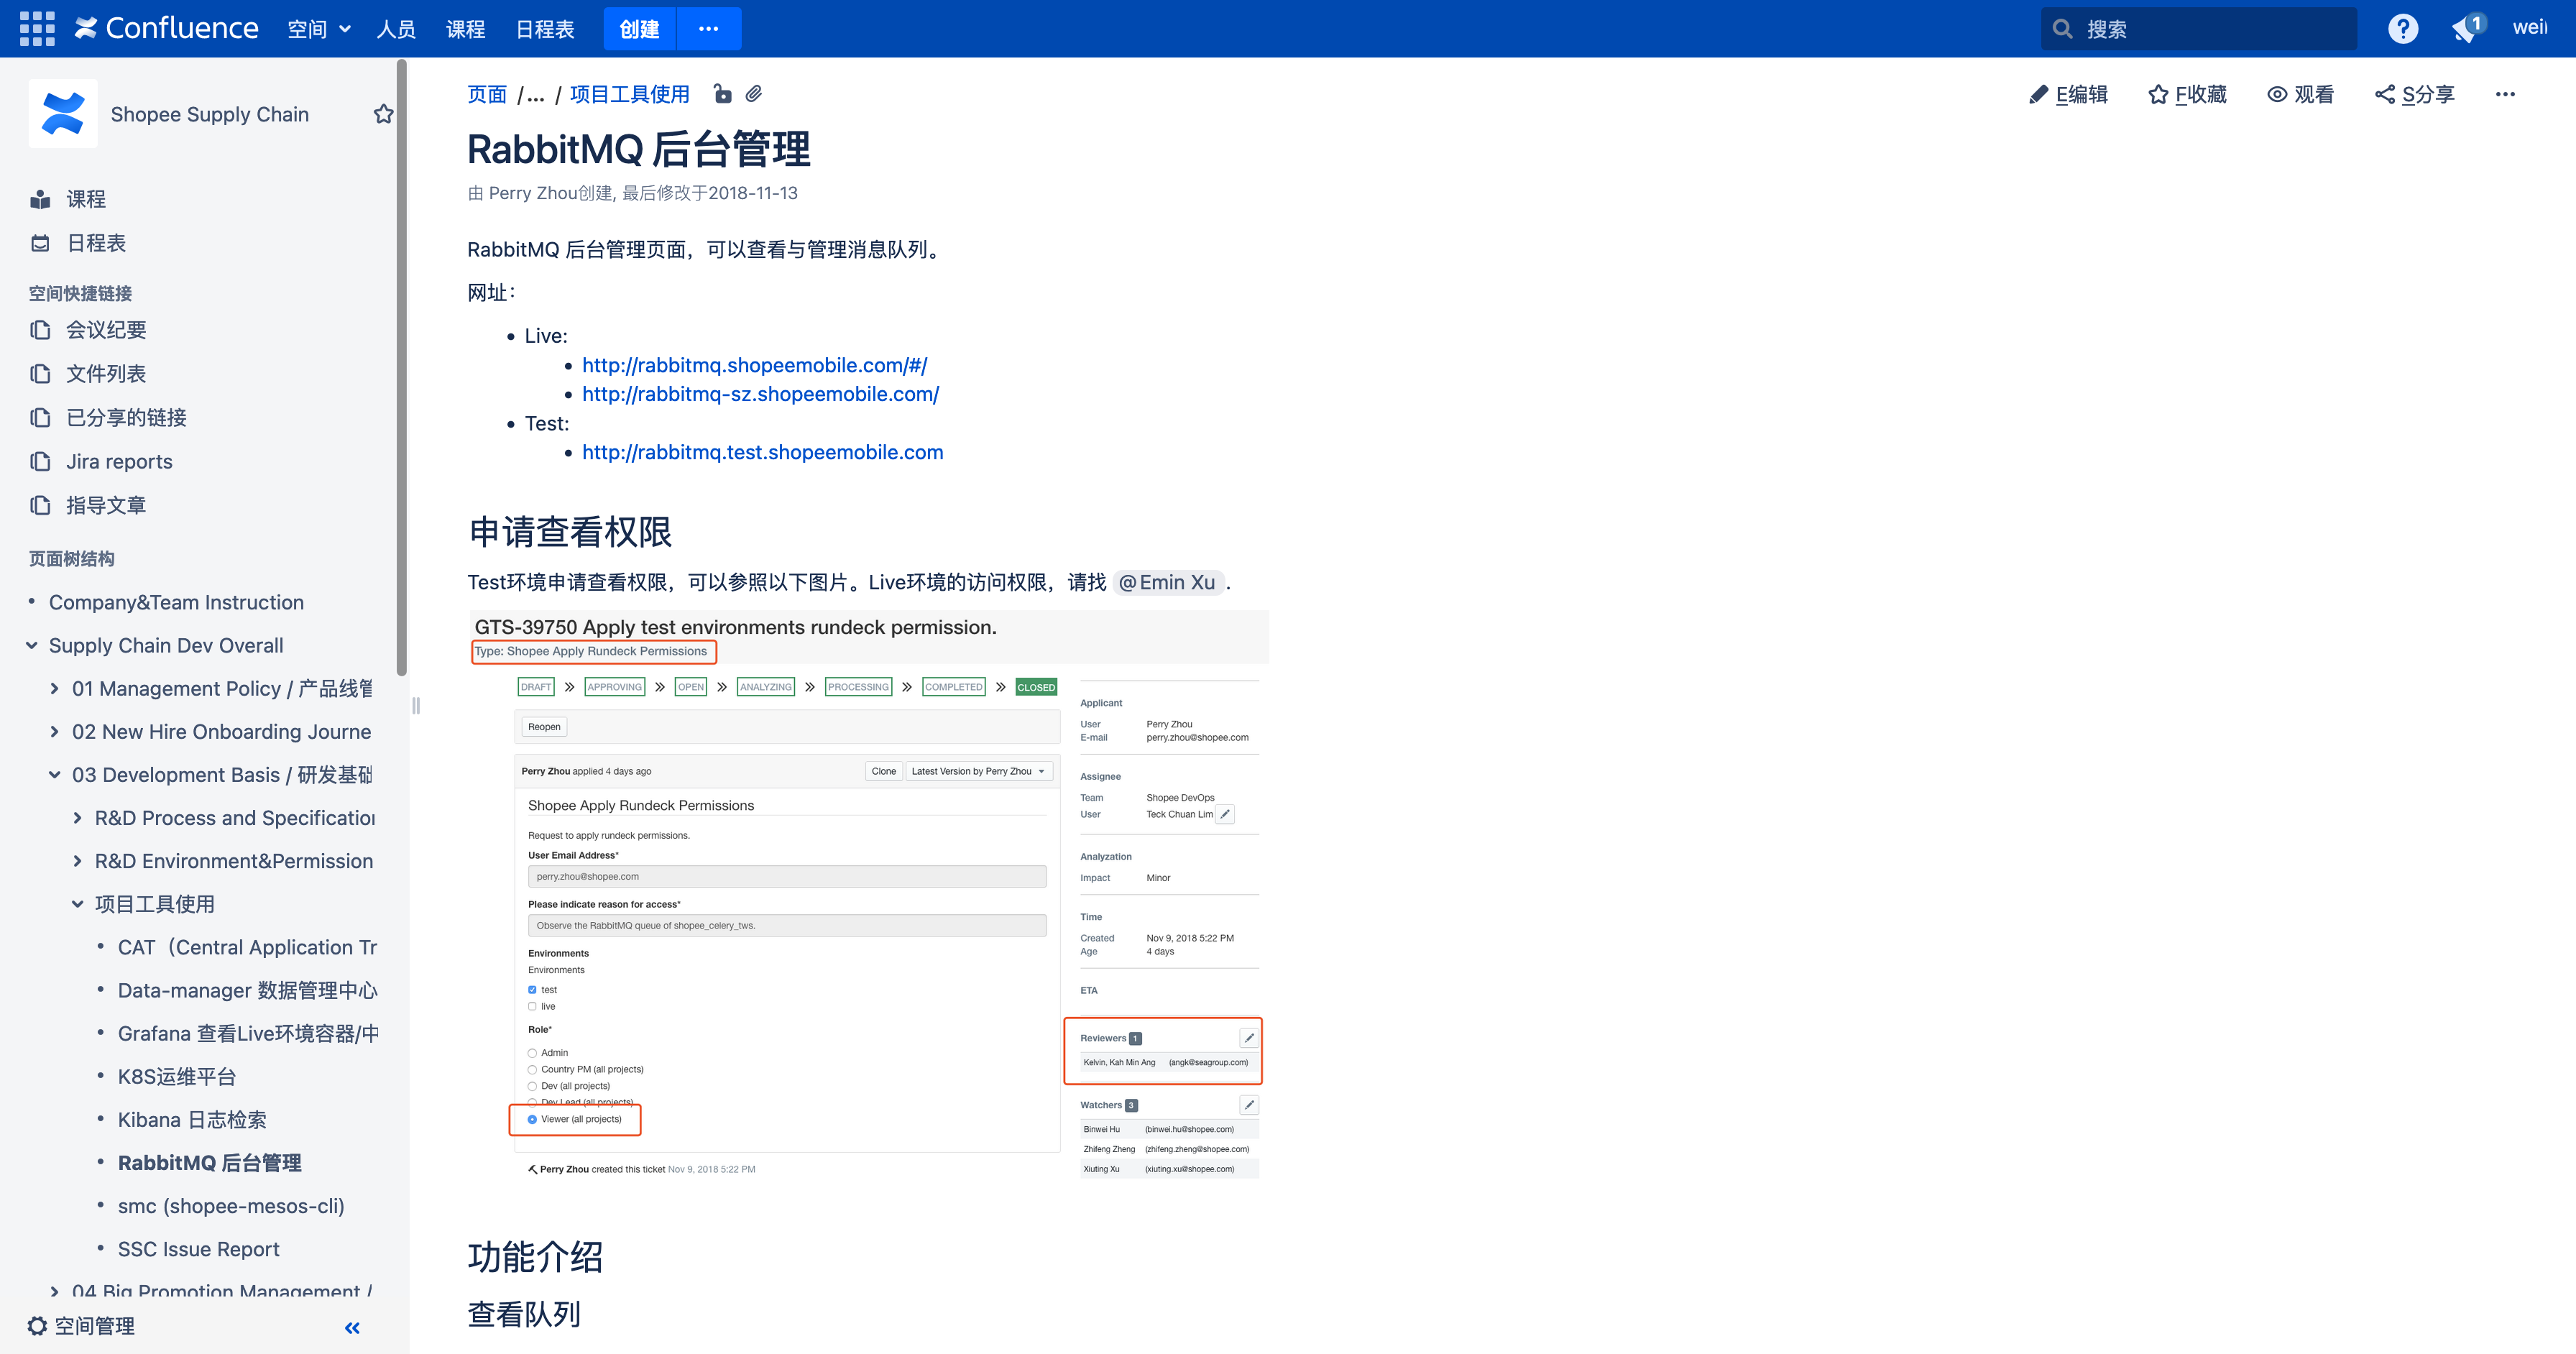 Confluence
空间
人员
课程
日程表
创建
搜索
1
Shopee Supply Chain
课程
日程表
空间快捷链接
会议纪要
文件列表
已分享的链接
Jira reports
指导文章
页面树结构
Company&Team Instruction
Supply Chain Dev Overall
01 Management Policy / 产品线管
02 New Hire Onboarding Journe
03 Development Basis / 研发基础
R&D Process and Specification
R&D Environment&Permission
项目工具使用
CAT（Central Application Tr
Data-manager 数据管理中心
Grafana 查看Live环境容器/中
K8S运维平台
Kibana 日志检索
RabbitMQ 后台管理
smc (shopee-mesos-cli)
SSC Issue Report
04 Big Promotion Management /
空间管理
页面 /... / 项目工具使用
E编辑
F收藏
观看
S分享
RabbitMQ 后台管理
由 Perry Zhou创建, 最后修改于2018-11-13
RabbitMQ 后台管理页面，可以查看与管理消息队列。
网址：
Live:
http://rabbitmq.shopeemobile.com/#/
http://rabbitmq-sz.shopeemobile.com/
Test:
http://rabbitmq.test.shopeemobile.com
申请查看权限
Test环境申请查看权限，可以参照以下图片。Live环境的访问权限，请找 @Emin Xu .
GTS-39750 Apply test environments rundeck permission.
Type: Shopee Apply Rundeck Permissions
DRAFT » APPROVING » OPEN » ANALYZING » PROCESSING » COMPLETED » CLOSED
Reopen
Perry Zhou applied 4 days ago
Clone
Latest Version by Perry Zhou
Shopee Apply Rundeck Permissions
Request to apply rundeck permissions.
User Email Address*
perry.zhou@shopee.com
Please indicate reason for access*
Observe the RabbitMQ queue of shopee_celery_tws.
Environments
Environments
test
live
Role*
Admin
Country PM (all projects)
Dev (all projects)
Dev Lead (all projects)
Viewer (all projects)
Perry Zhou created this ticket Nov 9, 2018 5:22 PM
Applicant
User Perry Zhou
E-mail perry.zhou@shopee.com
Assignee
Team Shopee DevOps
User Teck Chuan Lim
Analyzation
Impact Minor
Time
Created Nov 9, 2018 5:22 PM
Age 4 days
ETA
Reviewers 1
Kelvin, Kah Min Ang (angk@seagroup.com)
Watchers 3
Binwei Hu (binwei.hu@shopee.com)
Zhifeng Zheng (zhifeng.zheng@shopee.com)
Xiuting Xu (xiuting.xu@shopee.com)
功能介绍
查看队列